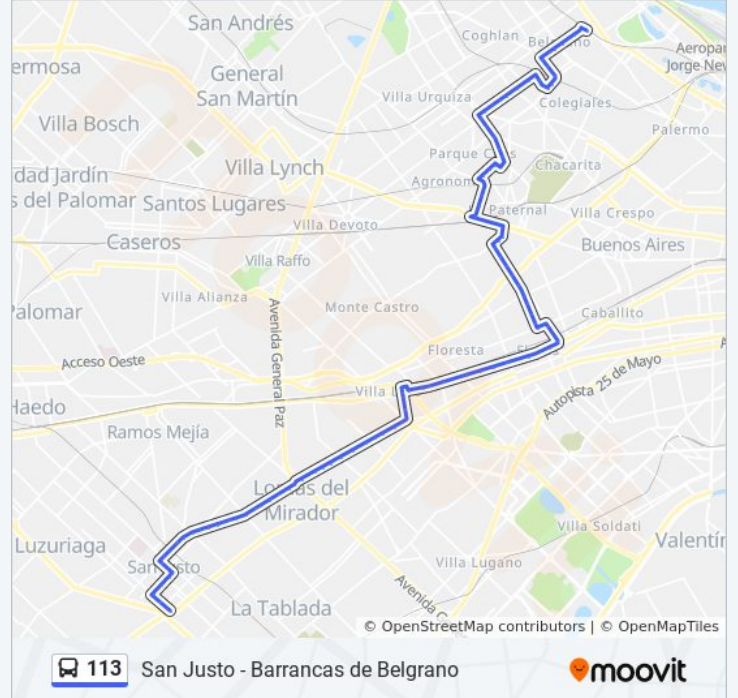 San Andrés
Coghlan
Belgrano
Aeropar
Jorge New
ermosa
General
San Martín
Villa Urquiza
Colegiales
Villa Bosch
Palermo
Parque Chas
Villa Lynch
Chacarita
dad Jardín
Agronom
s del Palomar
Santos Lugares
Paternal
Villa Crespo
Villa Devoto
Caseros
Buenos Aires
Villa Raffo
Villa Alianza
Monte Castro
Palomar
Caballito
Avenida General Paz
Acceso Oeste
Floresta
Autopista 25 de Mayo
Villa L
Haedo
Ramos Mejía
Lomas del
Mirador
Villa Soldati
Luzuriaga
Valentín
San Justo
Villa Lugano
Avenida G
La Tablada
© OpenStreetMap contributors | © OpenMapTiles
113 San Justo - Barrancas de Belgrano
moovit